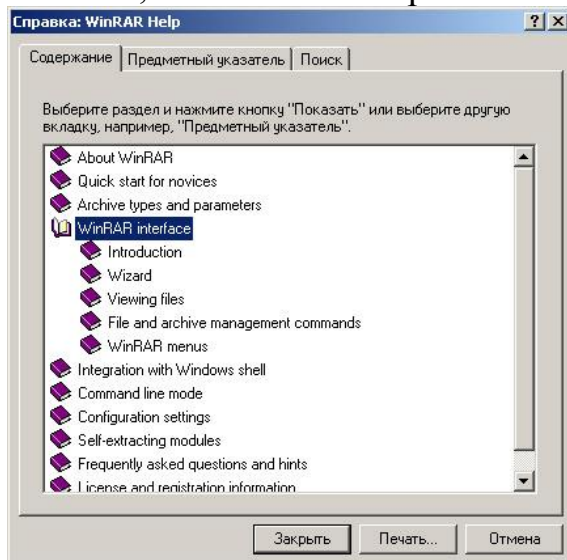 Справка: WinRAR Help
Содержание Предметный указатель Поиск
Выберите раздел и нажмите кнопку "Показать" или выберите другую
вкладку, например, "Предметный указатель".
About WinRAR
Quick start for novices
Archive types and parameters
WinRAR interface
Introduction
Wizard
Viewing files
File and archive management commands
WinRAR menus
Integration with Windows shell
Command line mode
Configuration settings
Self-extracting modules
Frequently asked questions and hints
License and registration information
Закрыть Печать... Отмена